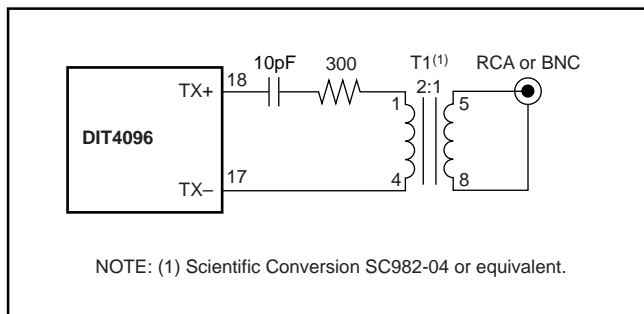 10pF 300 T1(1) RCA or BNC
18 2:1
TX+
1 5
DIT4096
17 4 8
TX–
NOTE: (1) Scientific Conversion SC982-04 or equivalent.